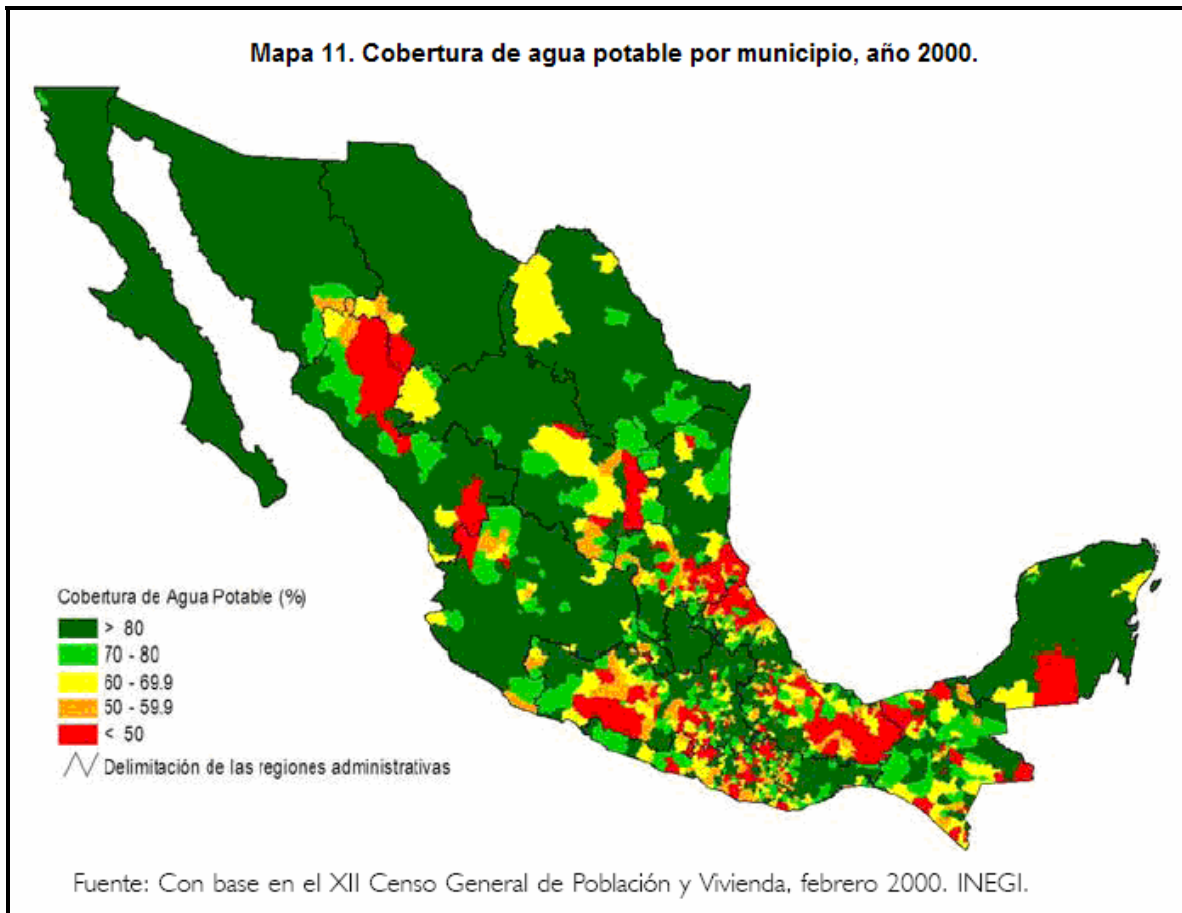 Mapa 11. Cobertura de agua potable por municipio, año 2000.
Cobertura de Agua Potable (%)
> 80
70 - 80
60 - 69.9
50 - 59.9
< 50
Delimitación de las regiones administrativas
Fuente: Con base en el XII Censo General de Población y Vivienda, febrero 2000. INEGI.